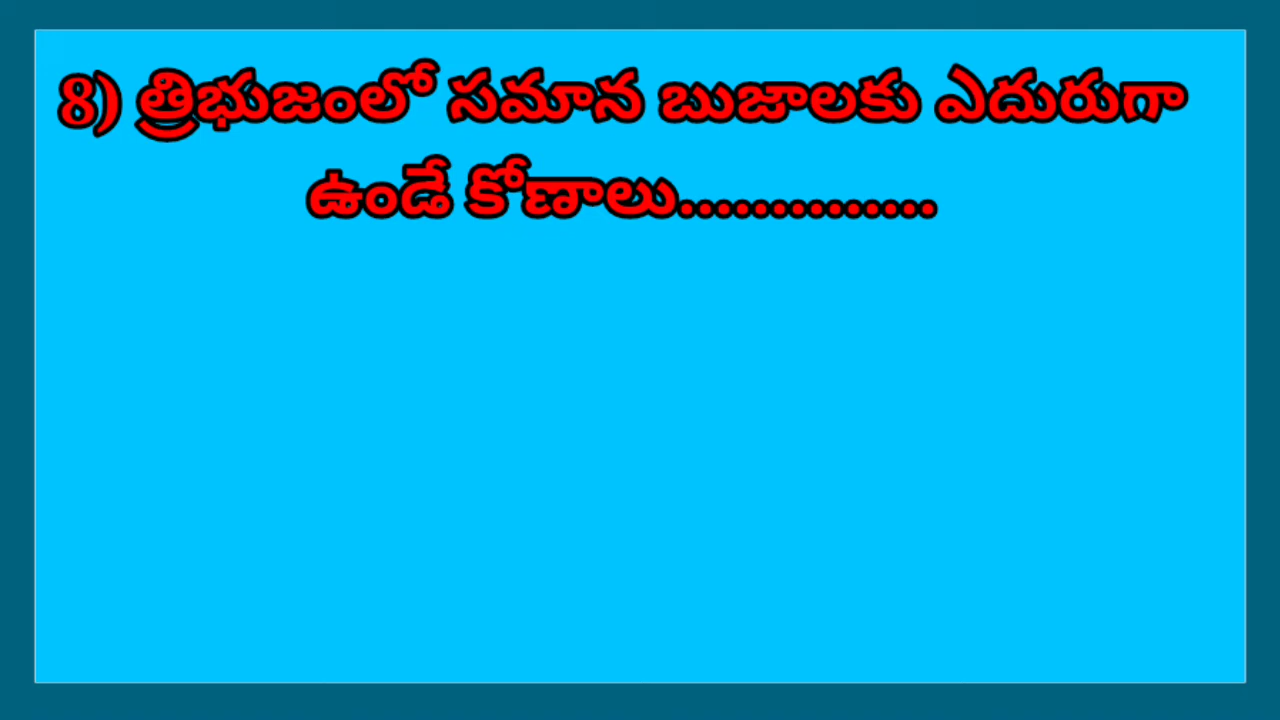 8) త్రిభుజంలో సమాన బుజాలకు ఎదురుగా
ఉండే కోణాలు..............